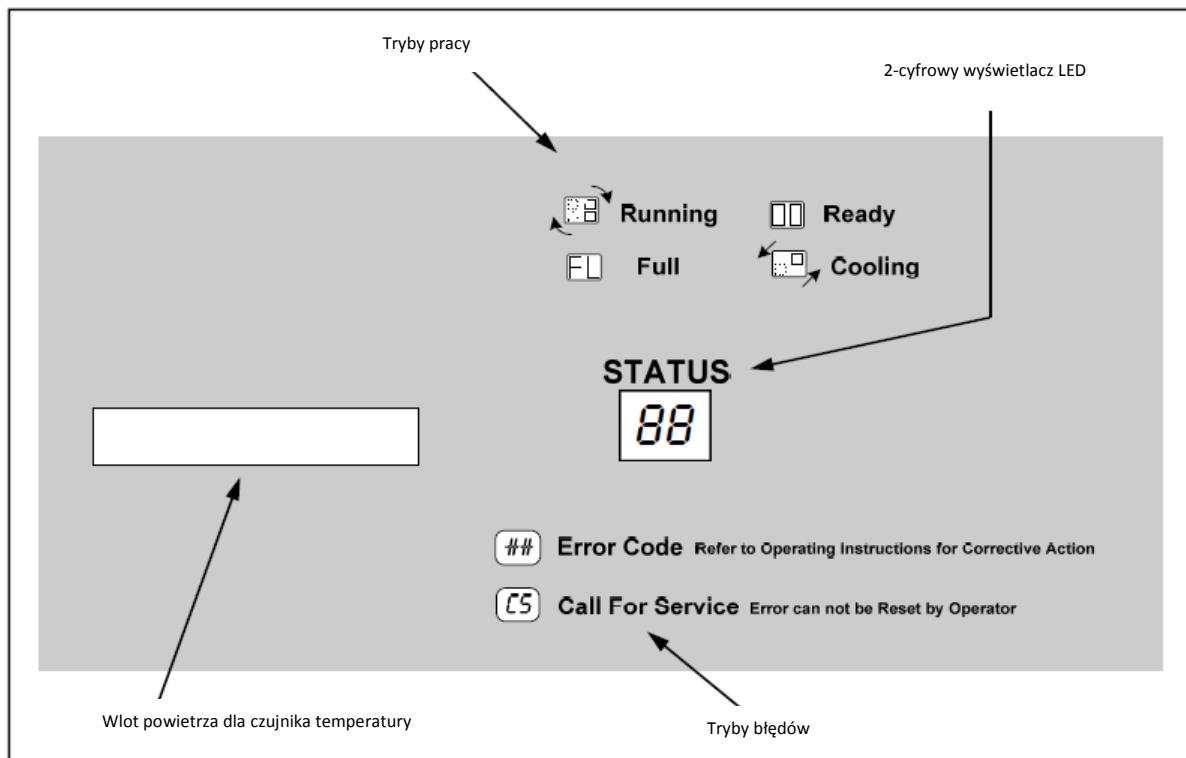 Tryby pracy
2-cyfrowy wyświetlacz LED
Running
Ready
FL Full
Cooling
STATUS
88
## Error Code Refer to Operating Instructions for Corrective Action
CS Call For Service Error can not be Reset by Operator
Wlot powietrza dla czujnika temperatury
Tryby błędów